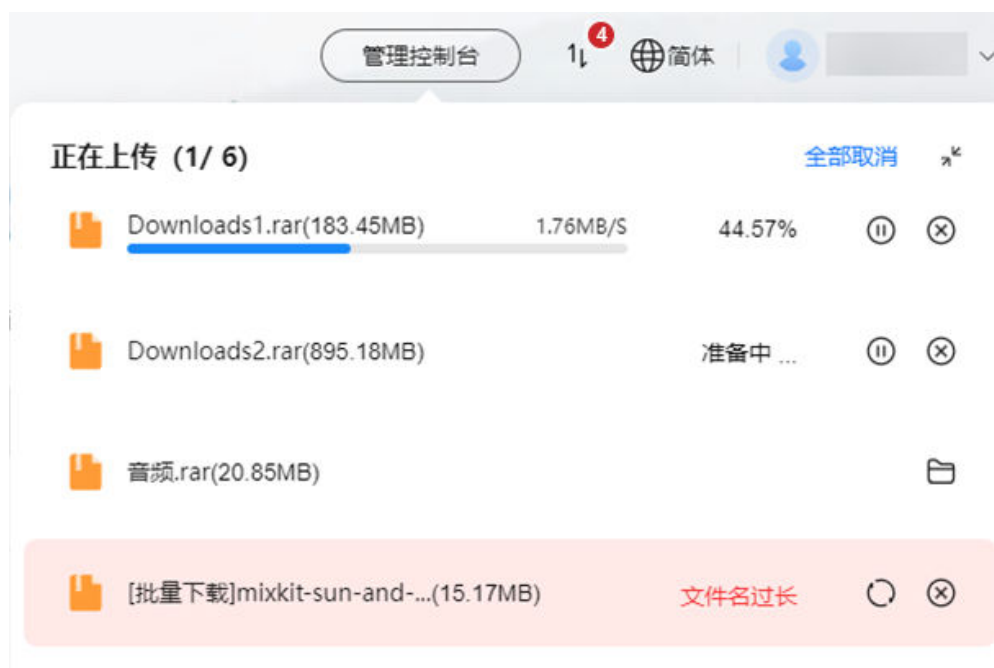 管理控制台 4 简体
正在上传 (1/ 6) 全部取消
Downloads1.rar(183.45MB) 1.76MB/S 44.57%
Downloads2.rar(895.18MB) 准备中 ...
音频.rar(20.85MB)
[批量下载]mixkit-sun-and-...(15.17MB) 文件名过长